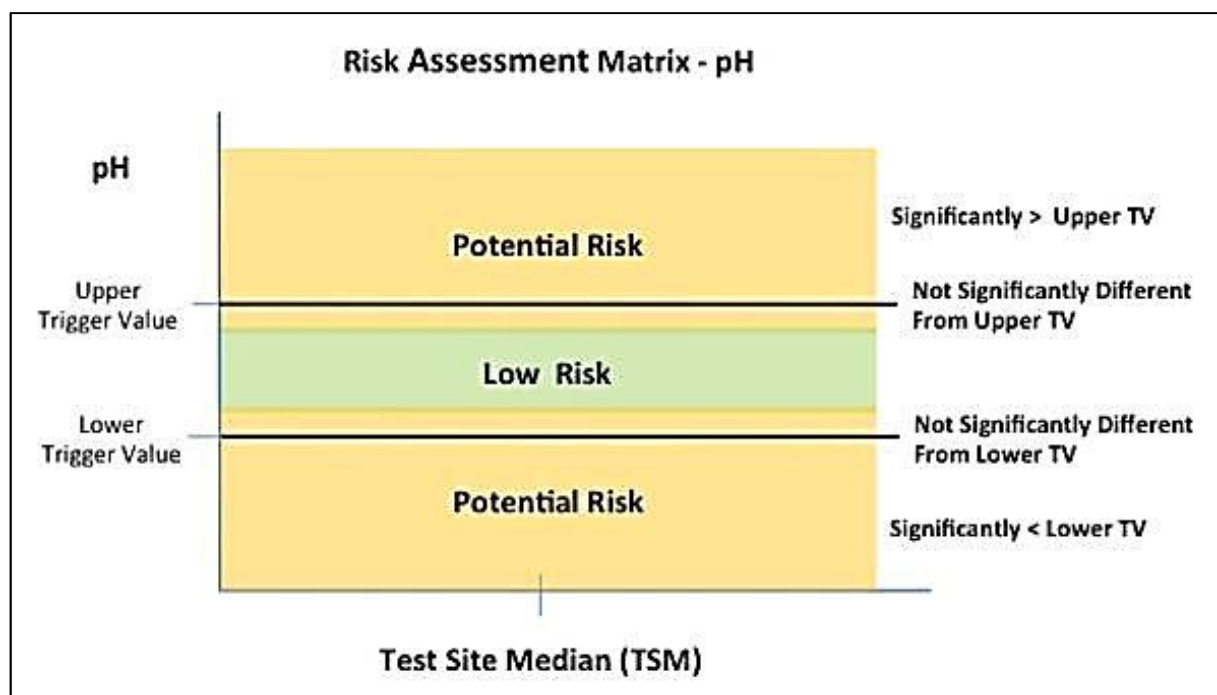 Risk Assessment Matrix - pH
pH
Significantly > Upper TV
Potential Risk
Upper
Trigger Value
Not Significantly Different
From Upper TV
Low Risk
Lower
Trigger Value
Not Significantly Different
From Lower TV
Potential Risk
Significantly < Lower TV
Test Site Median (TSM)